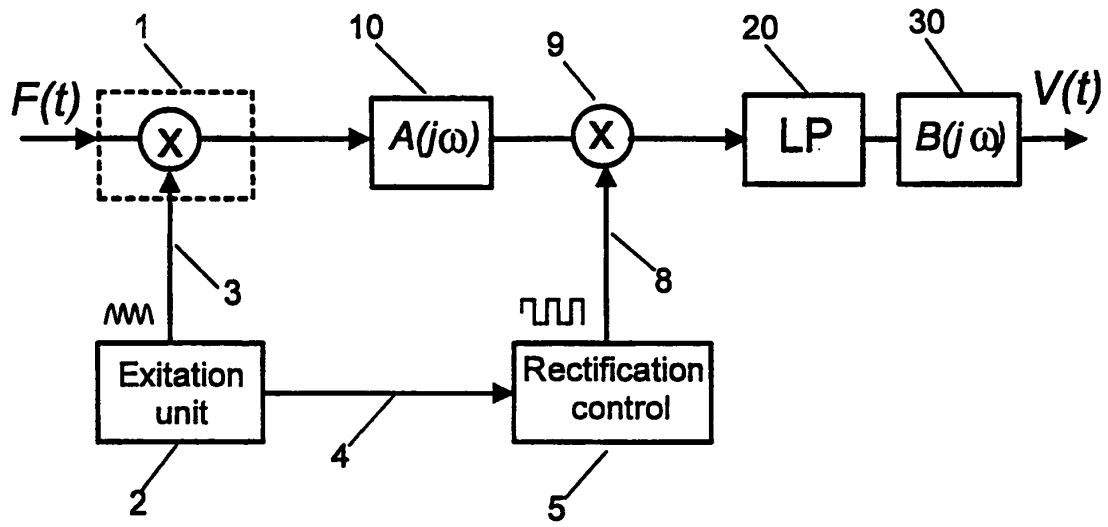 1
10
9
20
30
F(t)
X
A(jω)
X
LP
B(jω)
V(t)
3
8
Exitation
unit
Rectification
control
4
2
5